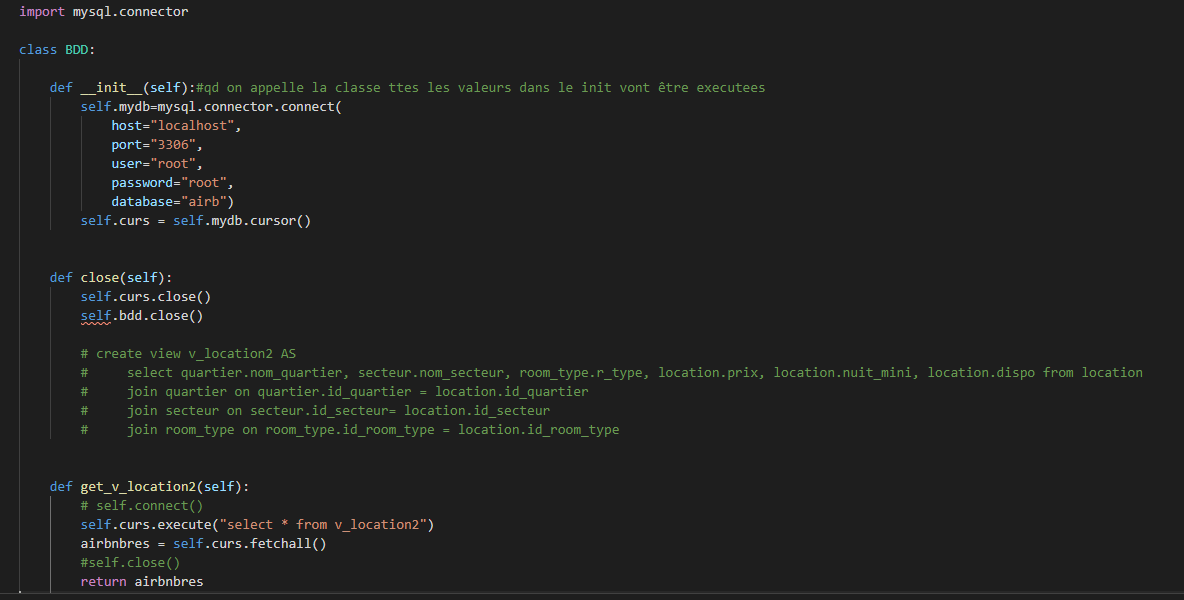 import mysql.connector
class BDD:
def __init__(self):#qd on appelle la classe ttes les valeurs dans le init vont être executees
self.mydb=mysql.connector.connect(
host="localhost",
port="3306",
user="root",
password="root",
database="airb")
self.curs = self.mydb.cursor()
def close(self):
self.curs.close()
self.bdd.close()
# create view v_location2 AS
#     select quartier.nom_quartier, secteur.nom_secteur, room_type.r_type, location.prix, location.nuit_mini, location.dispo from location
#     join quartier on quartier.id_quartier = location.id_quartier
#     join secteur on secteur.id_secteur= location.id_secteur
#     join room_type on room_type.id_room_type = location.id_room_type
def get_v_location2(self):
# self.connect()
self.curs.execute("select * from v_location2")
airbnbres = self.curs.fetchall()
#self.close()
return airbnbres